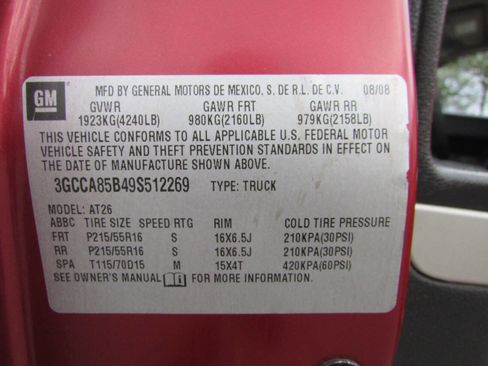 GM
MFD BY GENERAL MOTORS DE MEXICO, S. DE R.L. DE C.V. 08/08
GVWR GAWR FRT GAWR RR
1923KG(4240LB) 980KG(2160LB) 979KG(2158LB)
THIS VEHICLE CONFORMS TO ALL APPLICABLE U.S. FEDERAL MOTOR
VEHICLE SAFETY AND THEFT PREVENTION STANDARDS IN EFFECT ON
THE DATE OF MANUFACTURE SHOWN ABOVE.
3GCCA85B49S512269 TYPE: TRUCK
MODEL: AT26
ABBC TIRE SIZE SPEED RTG RIM COLD TIRE PRESSURE
FRT P215/55R16 S 16X6.5J 210KPA(30PSI)
RR P215/55R16 S 16X6.5J 210KPA(30PSI)
SPA T115/70D15 M 15X4T 420KPA(60PSI)
SEE OWNER'S MANUAL i FOR MORE INFORMATION.